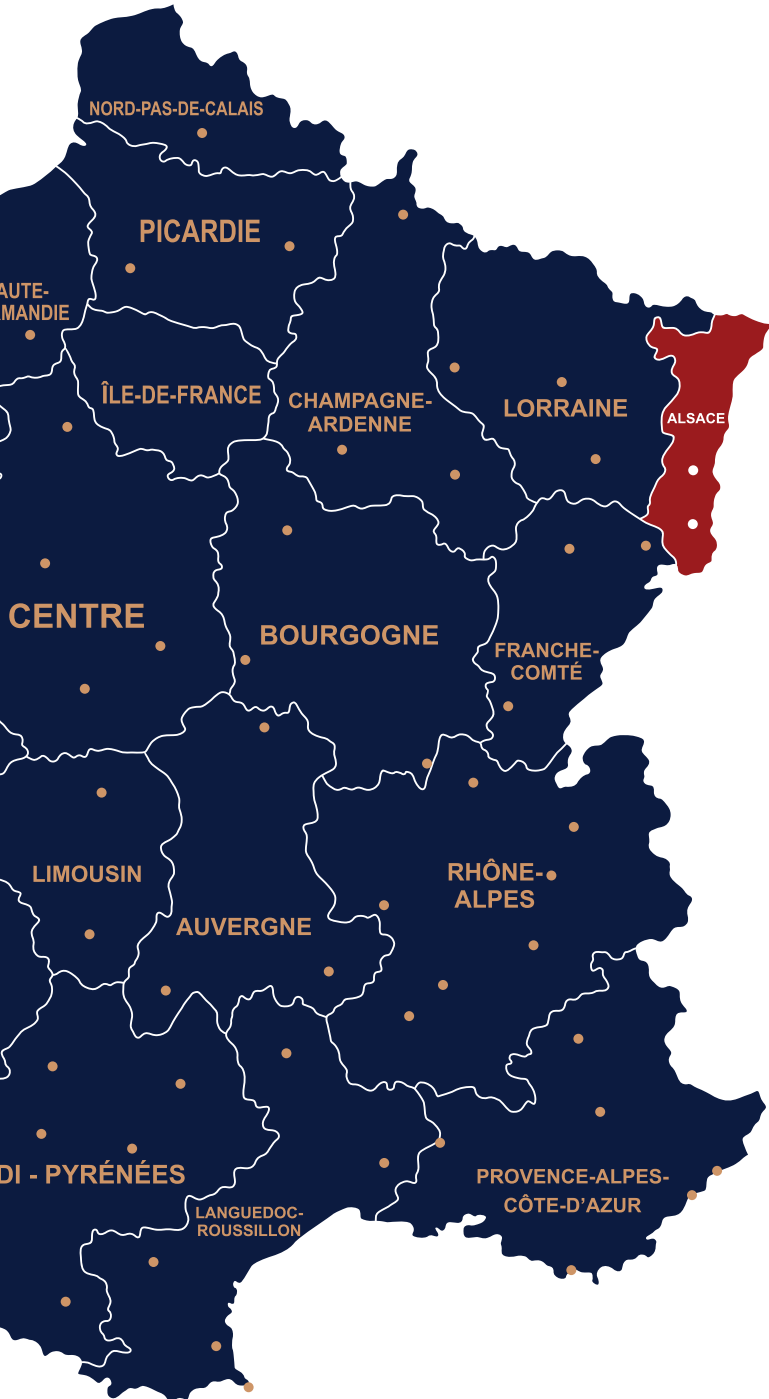 NORD-PAS-DE-CALAIS
PICARDIE
AUTE-
MANDIE
ÎLE-DE-FRANCE
CHAMPAGNE-
ARDENNE
LORRAINE
ALSACE
CENTRE
BOURGOGNE
FRANCHE-
COMTÉ
LIMOUSIN
RHÔNE-
ALPES
AUVERGNE
DI - PYRÉNÉES
PROVENCE-ALPES-
CÔTE-D’AZUR
LANGUEDOC-
ROUSSILLON